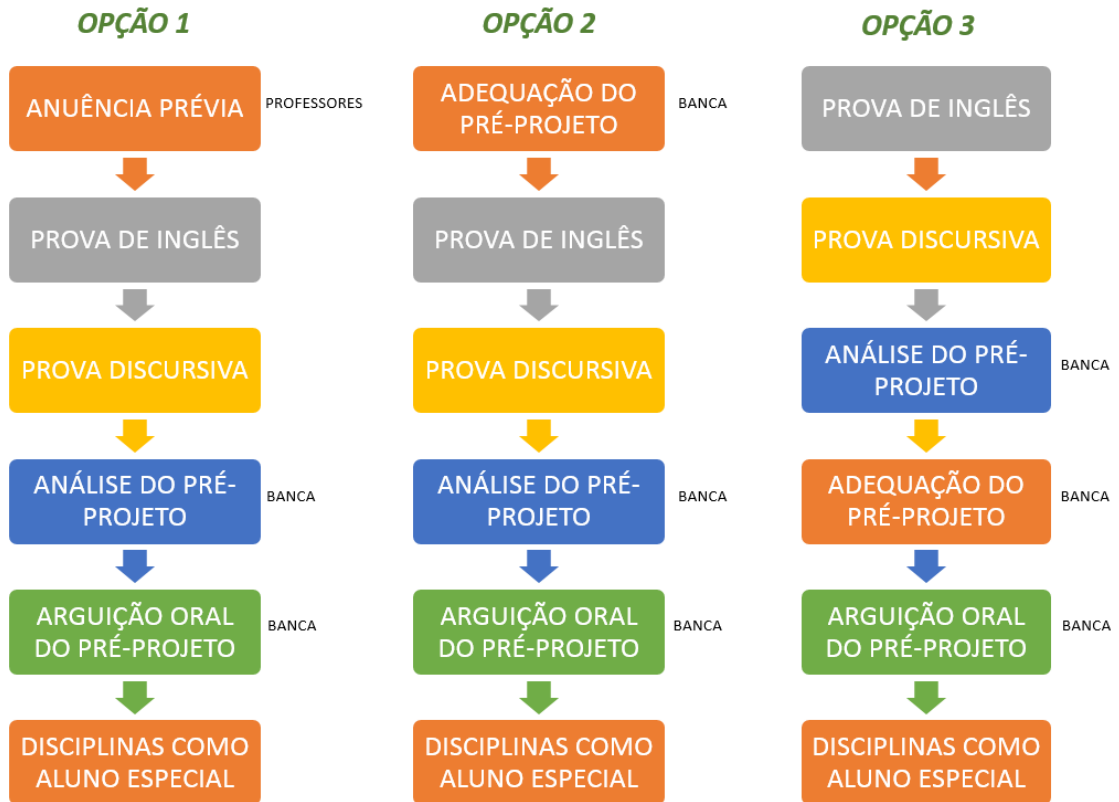 OPÇÃO 1
ANUÊNCIA PRÉVIA
PROFESSORES
PROVA DE INGLÊS
PROVA DISCURSIVA
ANÁLISE DO PRÉ-
PROJETO
BANCA
ARGUIÇÃO ORAL
DO PRÉ-PROJETO
BANCA
DISCIPLINAS COMO
ALUNO ESPECIAL
OPÇÃO 2
ADEQUAÇÃO DO
PRÉ-PROJETO
BANCA
PROVA DE INGLÊS
PROVA DISCURSIVA
ANÁLISE DO PRÉ-
PROJETO
BANCA
ARGUIÇÃO ORAL
DO PRÉ-PROJETO
BANCA
DISCIPLINAS COMO
ALUNO ESPECIAL
OPÇÃO 3
PROVA DE INGLÊS
PROVA DISCURSIVA
ANÁLISE DO PRÉ-
PROJETO
BANCA
ADEQUAÇÃO DO
PRÉ-PROJETO
BANCA
ARGUIÇÃO ORAL
DO PRÉ-PROJETO
BANCA
DISCIPLINAS COMO
ALUNO ESPECIAL